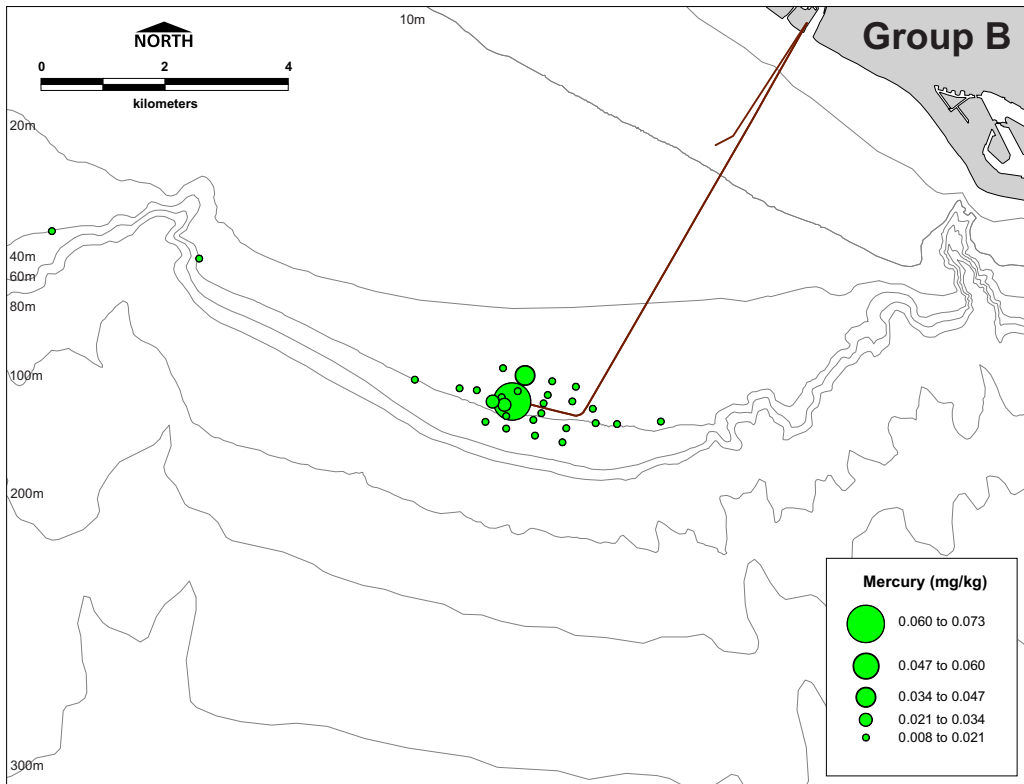 10m
Group B
NORTH
0 2 4
kilometers
20m
40m
60m
80m
100m
200m
300m
Mercury (mg/kg)
0.060 to 0.073
0.047 to 0.060
0.034 to 0.047
0.021 to 0.034
0.008 to 0.021